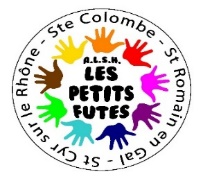 St Cyr sur le Rhône - Ste Colombe - St Romain en Gal -
A.L.S.H.
LES
PETITS
FUTES